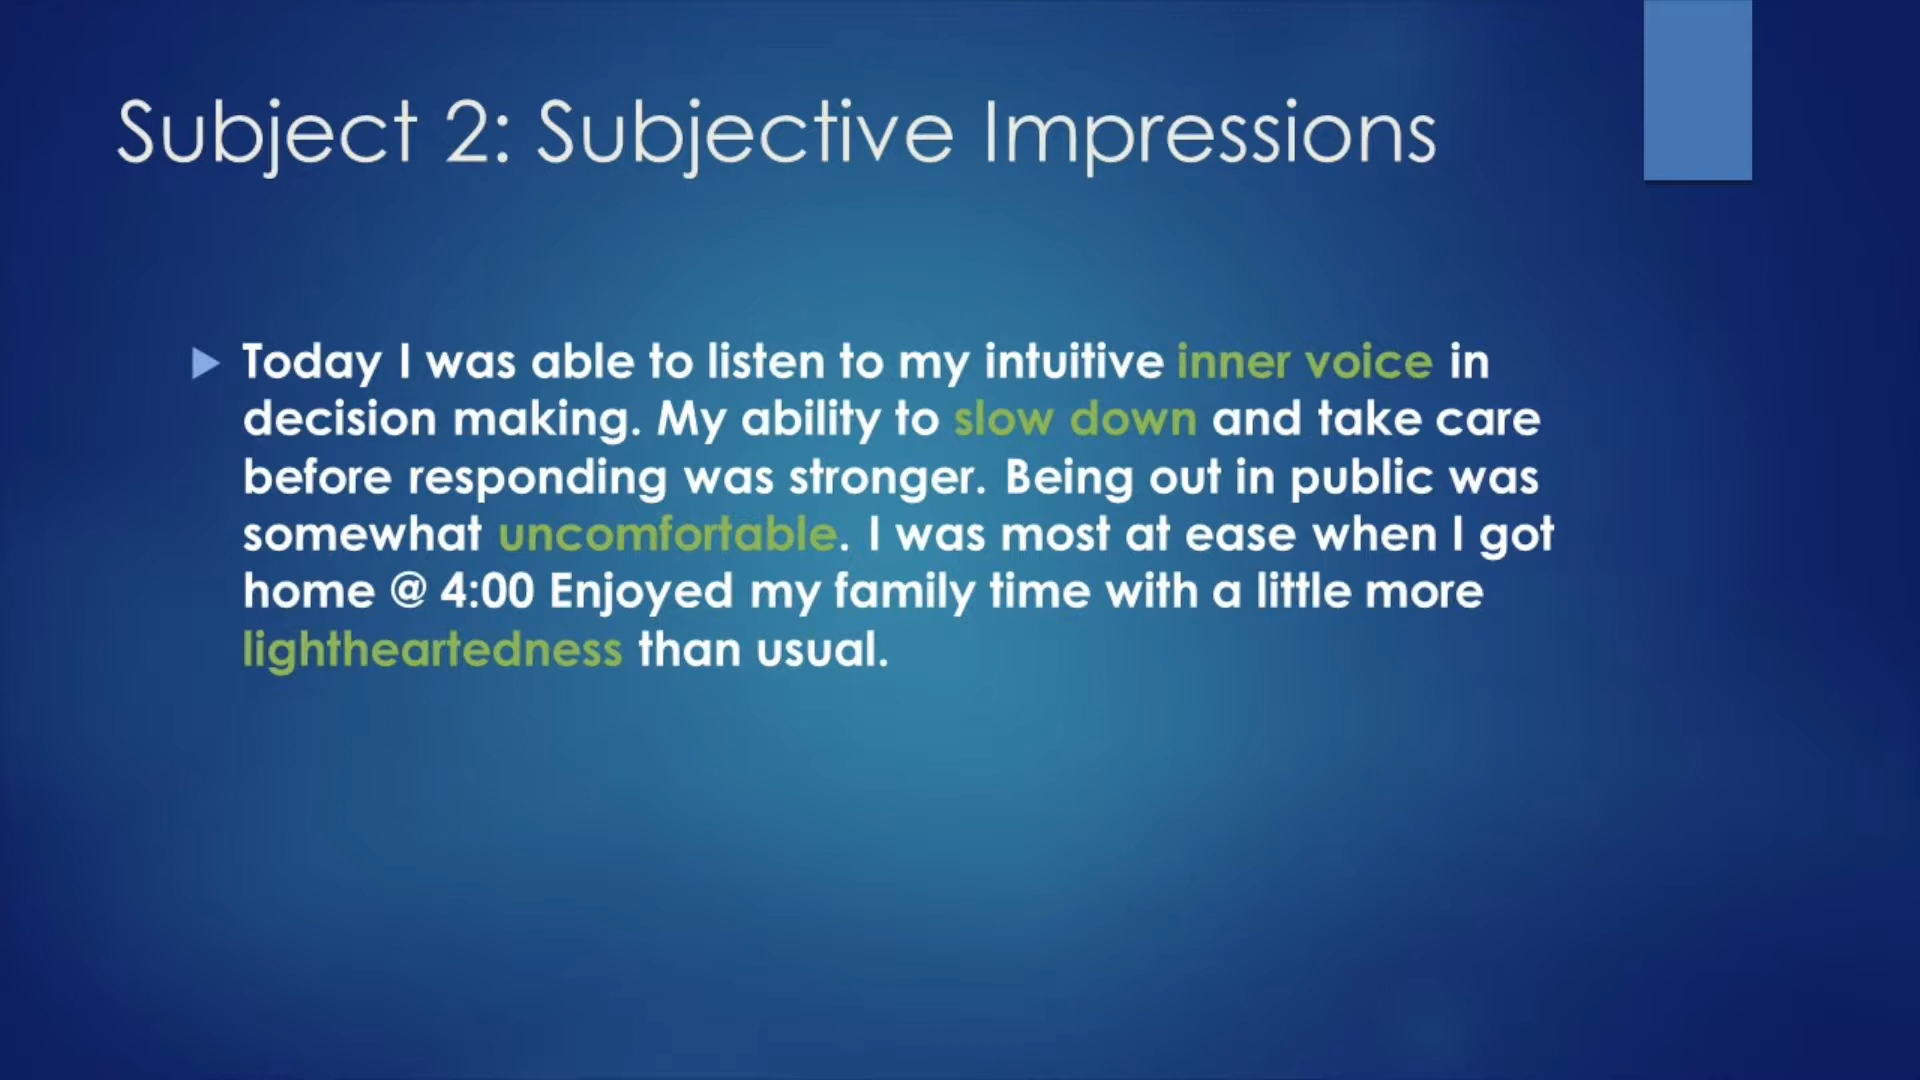 Subject 2: Subjective Impressions
Today I was able to listen to my intuitive inner voice in
decision making. My ability to slow down and take care
before responding was stronger. Being out in public was
somewhat uncomfortable. I was most at ease when I got
home @ 4:00 Enjoyed my family time with a little more
lightheartedness than usual.